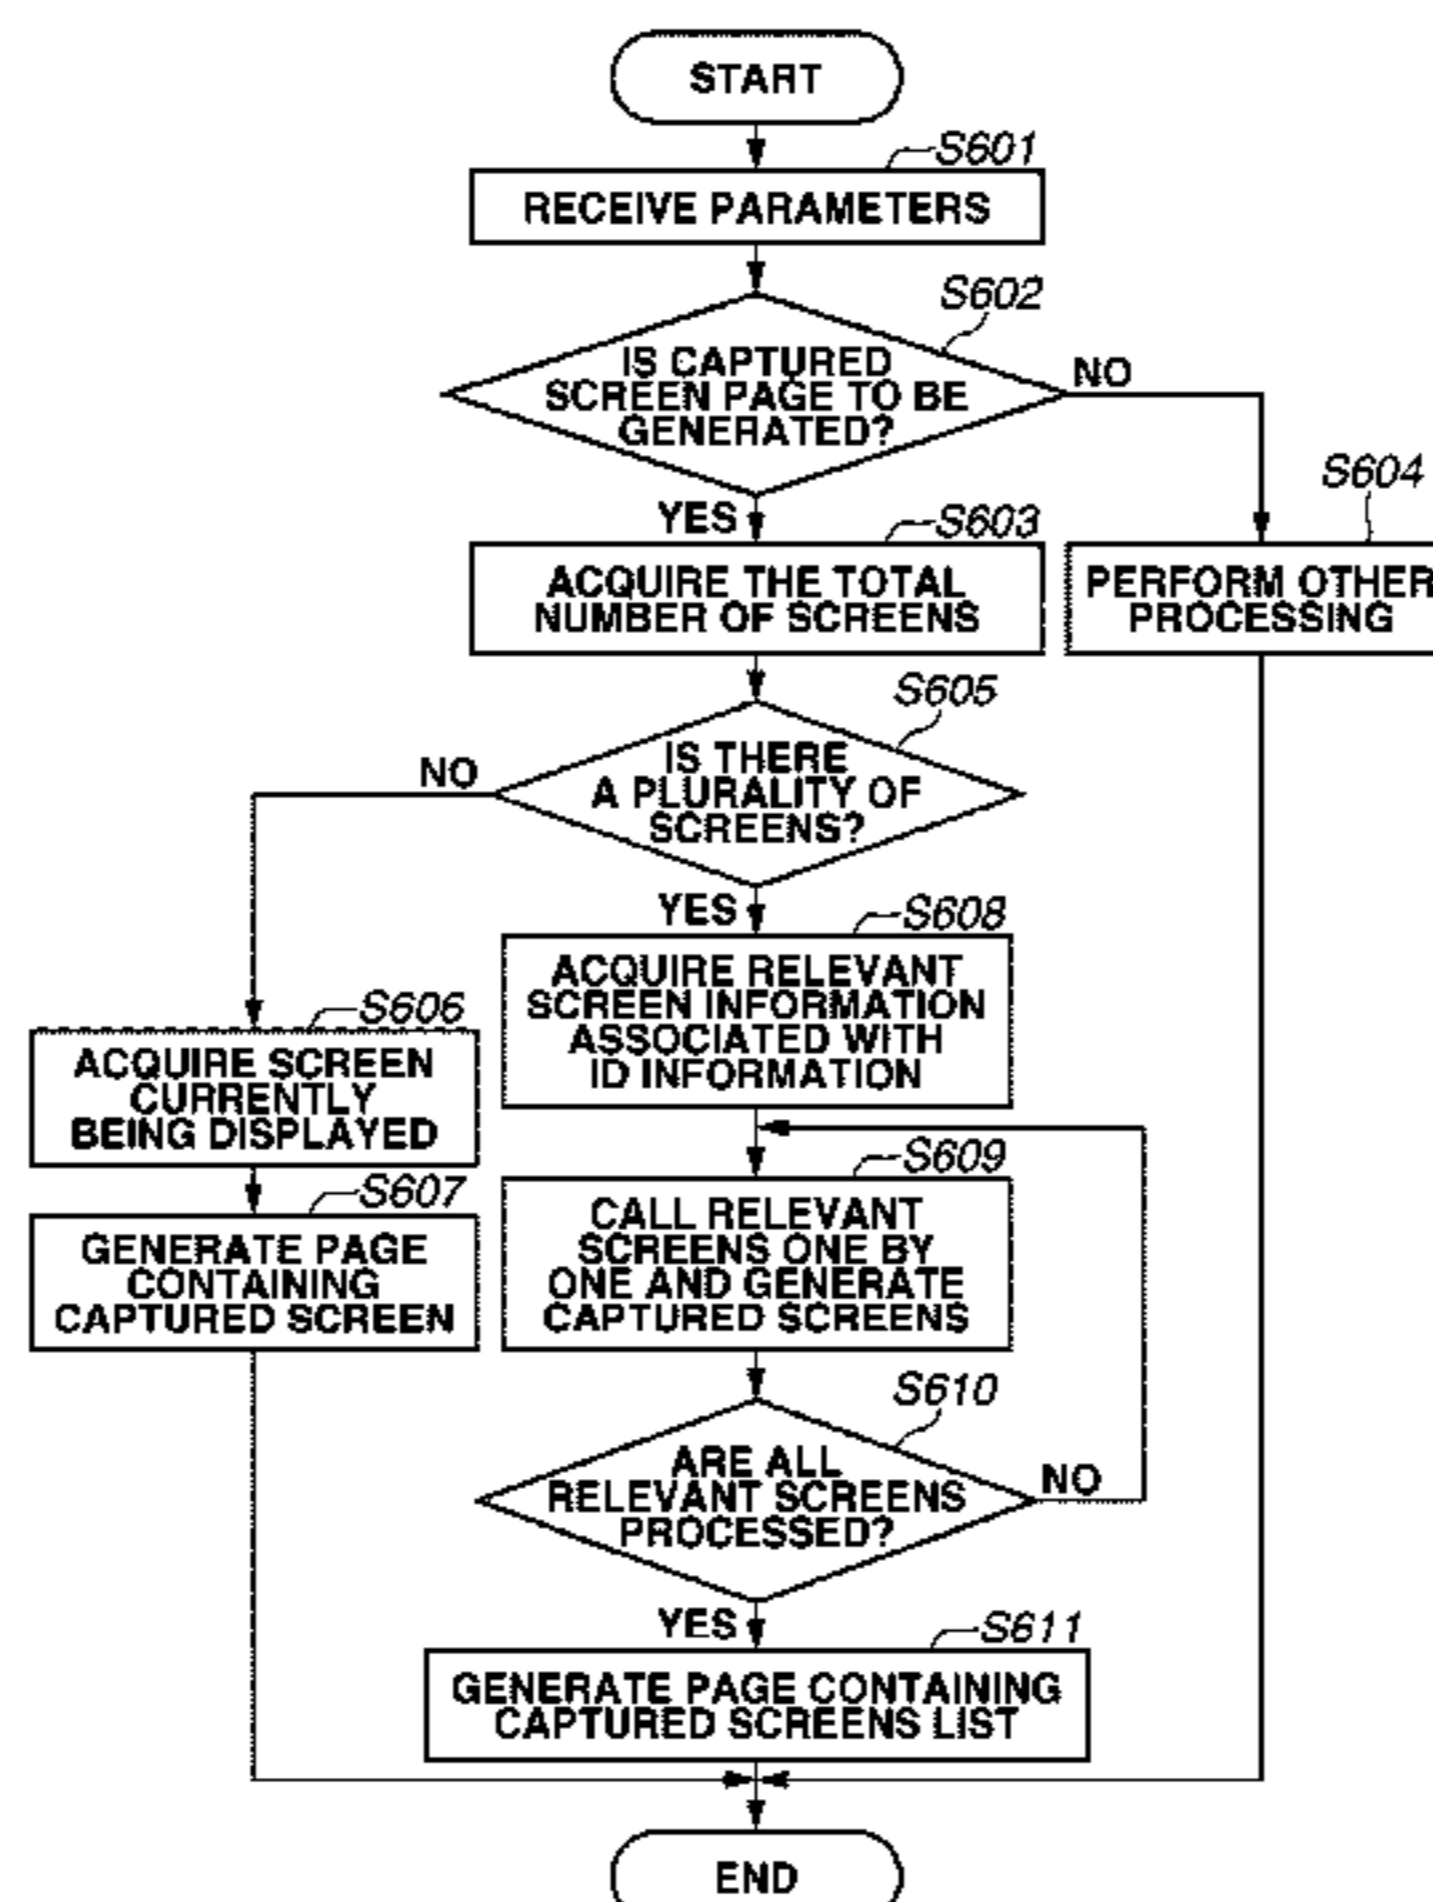 START
S601
RECEIVE PARAMETERS
S602
IS CAPTURED
SCREEN PAGE TO BE
GENERATED?
NO
YES
S603
ACQUIRE THE TOTAL
NUMBER OF SCREENS
S604
PERFORM OTHER
PROCESSING
S605
IS THERE
A PLURALITY OF
SCREENS?
NO
YES
S606
ACQUIRE SCREEN
CURRENTLY
BEING DISPLAYED
S607
GENERATE PAGE
CONTAINING
CAPTURED SCREEN
S608
ACQUIRE RELEVANT
SCREEN INFORMATION
ASSOCIATED WITH
ID INFORMATION
S609
CALL RELEVANT
SCREENS ONE BY
ONE AND GENERATE
CAPTURED SCREENS
S610
ARE ALL
RELEVANT SCREENS
PROCESSED?
NO
YES
S611
GENERATE PAGE CONTAINING
CAPTURED SCREENS LIST
END